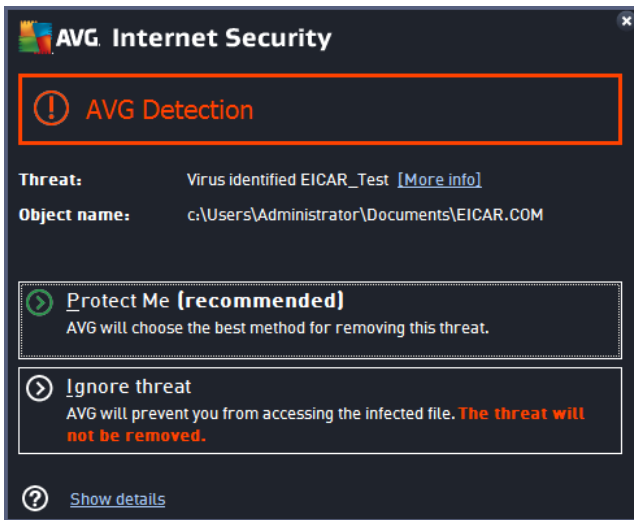 AVG. Internet Security
AVG Detection
Threat: Virus identified EICAR_Test [More info]
Object name: c:\Users\Administrator\Documents\EICAR.COM
Protect Me (recommended)
AVG will choose the best method for removing this threat.
Ignore threat
AVG will prevent you from accessing the infected file. The threat will
not be removed.
Show details